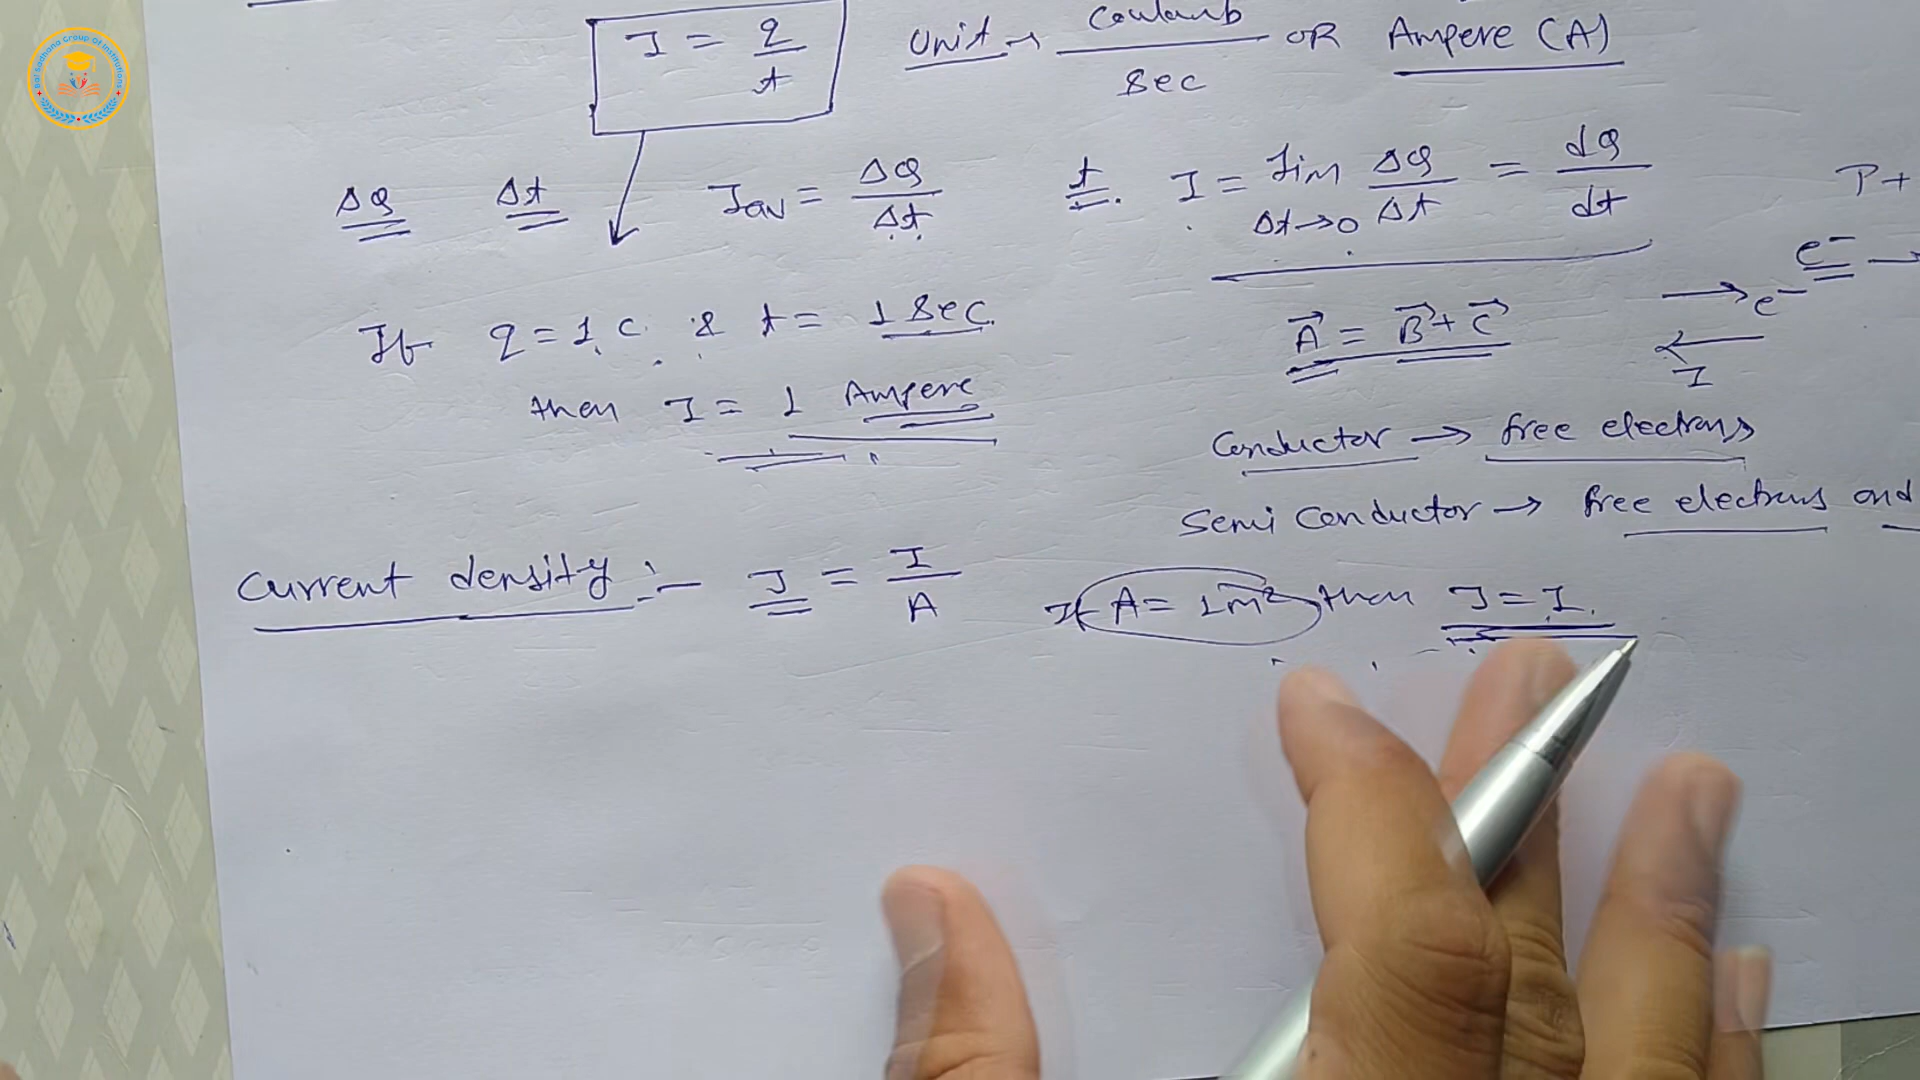 I = q/t Unit → Coulamb/Sec OR Ampere (A)
ΔQ Δt Iav = ΔQ/Δt t. I = lim Δt→0 ΔQ/Δt = dQ/dt P+
e⁻ →
If q = 1 C. & t = 1 Sec. A⃗ = B⃗ + C⃗ → e⁻
← I
then I = 1 Ampere
Conductor → free electrons
Semi Conductor → free electrons and
Current density :- J = I/A If A = 1m² then J = I.